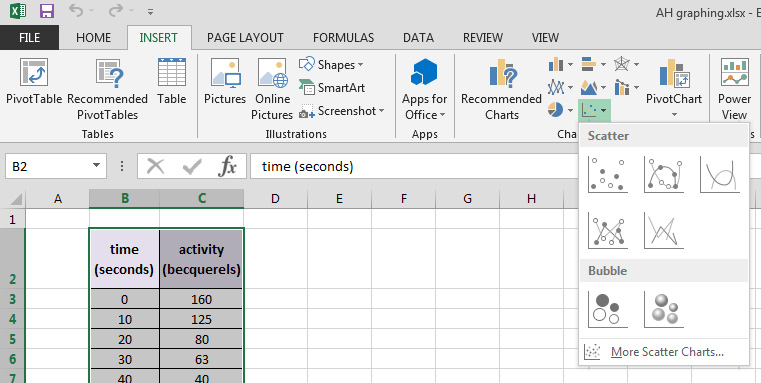 AH graphing.xlsx - E
FILE HOME INSERT PAGE LAYOUT FORMULAS DATA REVIEW VIEW
PivotTable
Recommended
PivotTables
Table
Tables
Pictures
Online
Pictures
Shapes
SmartArt
Screenshot
Illustrations
Apps for
Office
Apps
Recommended
Charts
Cha
PivotChart
Power
View
Scatter
Bubble
More Scatter Charts...
B2 fx time (seconds)
A B C D E F G H
1
2 time activity
(seconds) (becquerels)
3 0 160
4 10 125
5 20 80
6 30 63
7 40 40